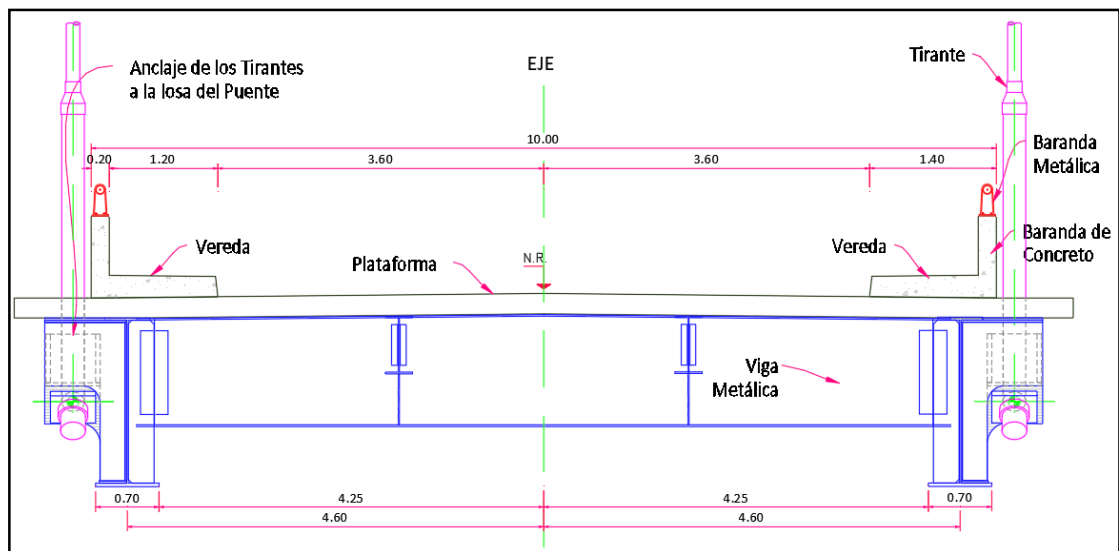 Anclaje de los Tirantes
a la losa del Puente
EJE
Tirante
10.00
0.20
1.20
3.60
3.60
1.40
Baranda
Metálica
Vereda
Plataforma
N.R.
Vereda
Baranda de
Concreto
Viga
Metálica
0.70
4.25
4.25
0.70
4.60
4.60